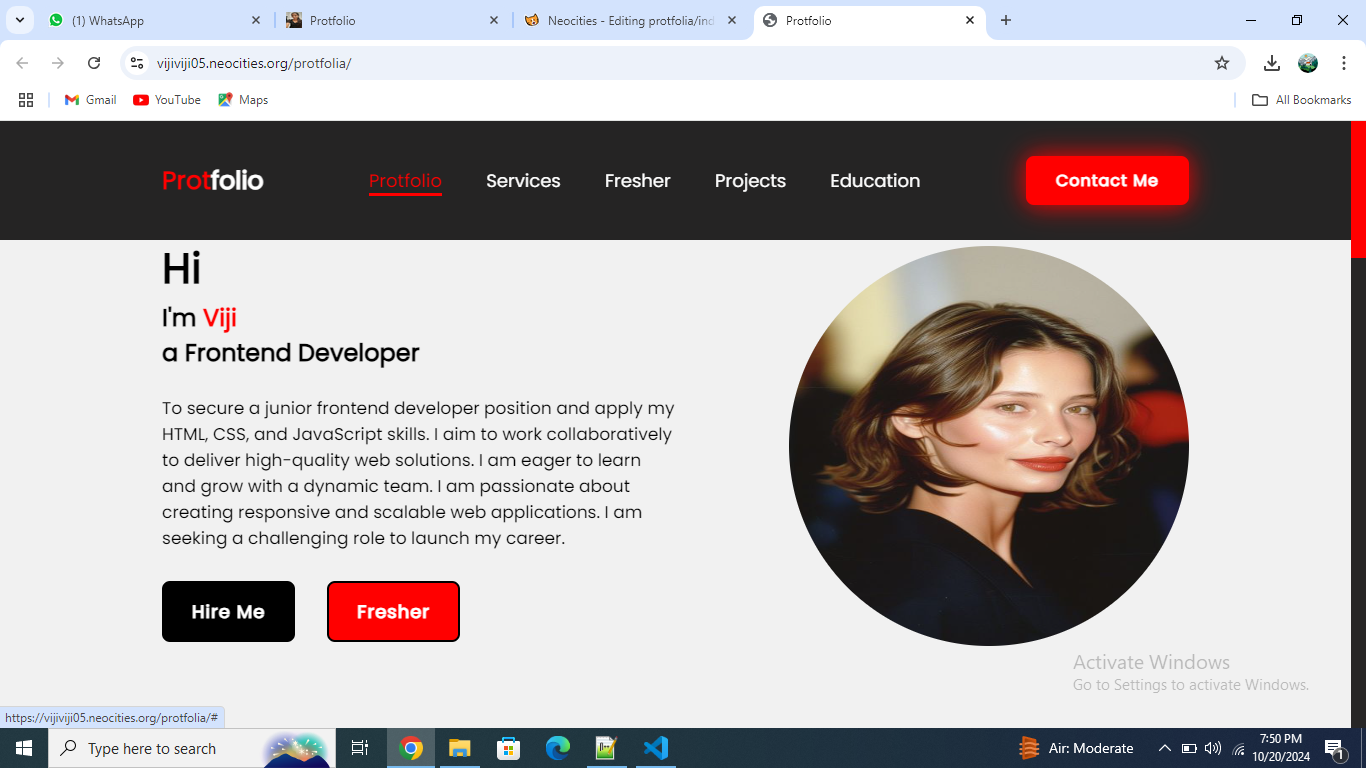 (1) WhatsApp
Protfolio
Neocities - Editing protfolia/ind
Protfolio
vijiviji05.neocities.org/protfolia/
Gmail
YouTube
Maps
All Bookmarks
Protfolio
Protfolio
Services
Fresher
Projects
Education
Contact Me
Hi
I'm Viji
a Frontend Developer
To secure a junior frontend developer position and apply my
HTML, CSS, and JavaScript skills. I aim to work collaboratively
to deliver high-quality web solutions. I am eager to learn
and grow with a dynamic team. I am passionate about
creating responsive and scalable web applications. I am
seeking a challenging role to launch my career.
Hire Me
Fresher
Activate Windows
Go to Settings to activate Windows.
https://vijiviji05.neocities.org/protfolia/#
Type here to search
Air: Moderate
7:50 PM
10/20/2024
1